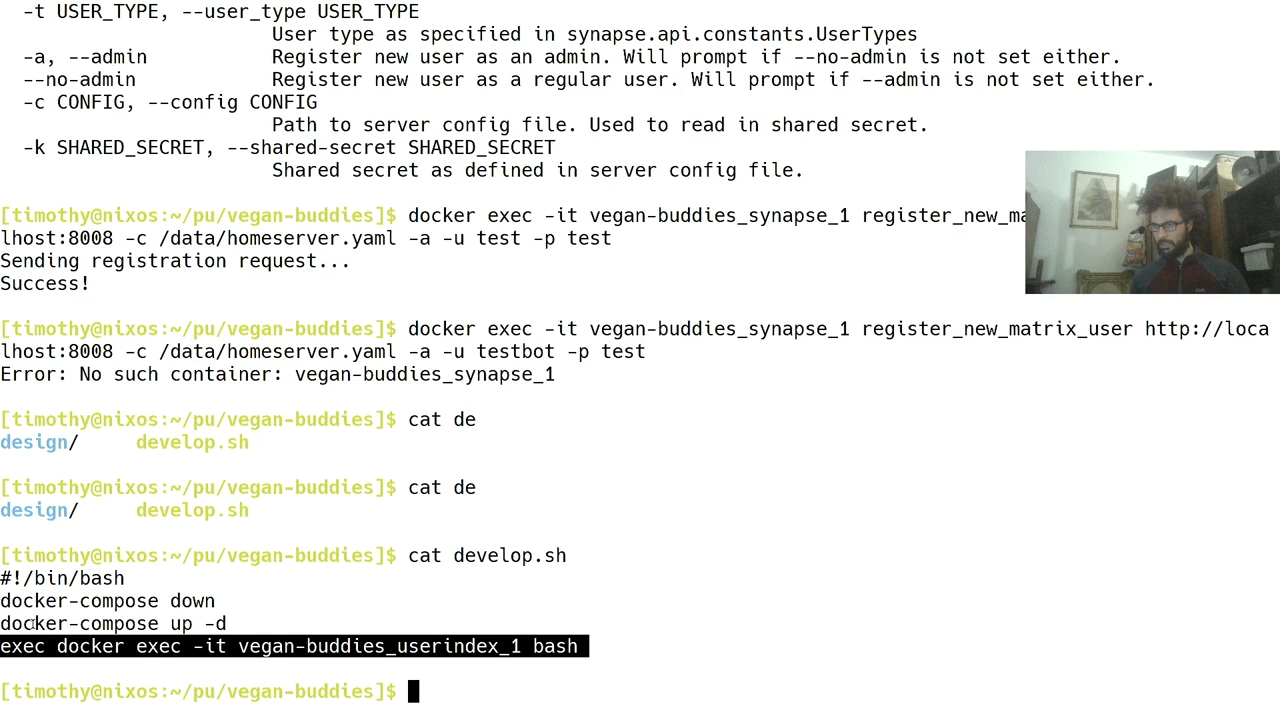 -t USER_TYPE, --user_type USER_TYPE
User type as specified in synapse.api.constants.UserTypes
-a, --admin Register new user as an admin. Will prompt if --no-admin is not set either.
--no-admin Register new user as a regular user. Will prompt if --admin is not set either.
-c CONFIG, --config CONFIG
Path to server config file. Used to read in shared secret.
-k SHARED_SECRET, --shared-secret SHARED_SECRET
Shared secret as defined in server config file.
[timothy@nixos:~/pu/vegan-buddies]$ docker exec -it vegan-buddies_synapse_1 register_new_ma
lhost:8008 -c /data/homeserver.yaml -a -u test -p test
Sending registration request...
Success!
[timothy@nixos:~/pu/vegan-buddies]$ docker exec -it vegan-buddies_synapse_1 register_new_matrix_user http://loca
lhost:8008 -c /data/homeserver.yaml -a -u testbot -p test
Error: No such container: vegan-buddies_synapse_1
[timothy@nixos:~/pu/vegan-buddies]$ cat de
design/ develop.sh
[timothy@nixos:~/pu/vegan-buddies]$ cat de
design/ develop.sh
[timothy@nixos:~/pu/vegan-buddies]$ cat develop.sh
#!/bin/bash
docker-compose down
docker-compose up -d
exec docker exec -it vegan-buddies_userindex_1 bash
[timothy@nixos:~/pu/vegan-buddies]$